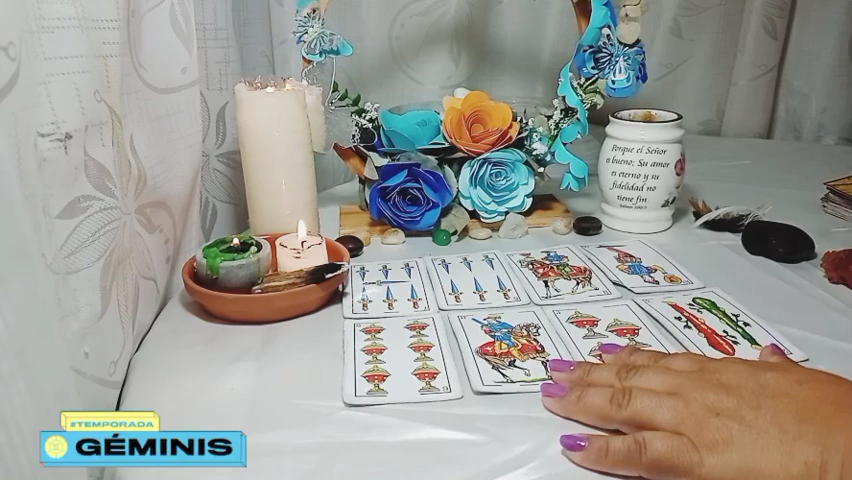 Porque el Señor
es bueno; Su amor
es eterno y su
fidelidad no
tiene fin
#TEMPORADA
GÉMINIS